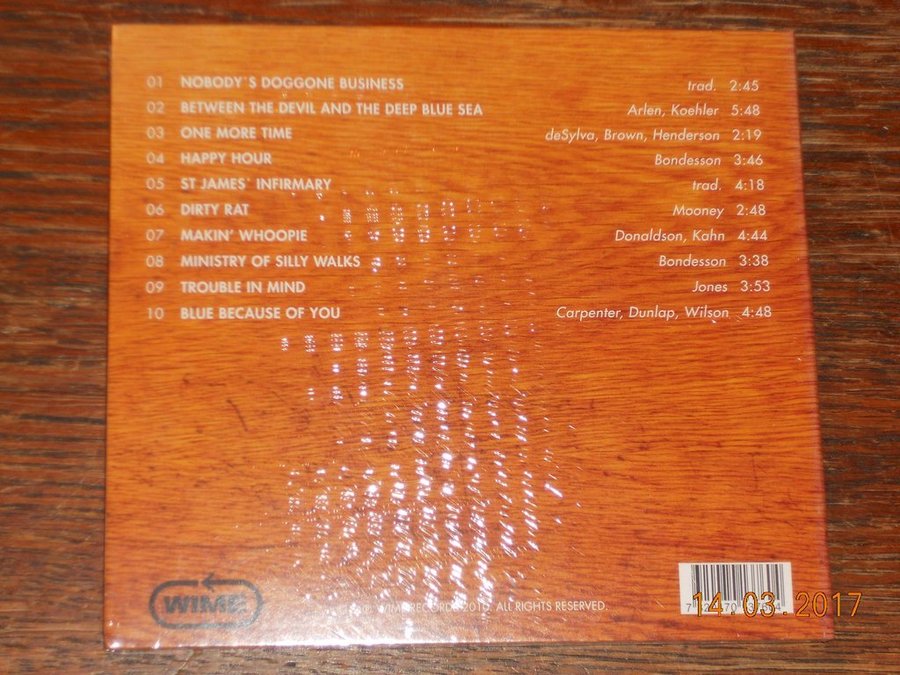 01 NOBODY´S DOGGONE BUSINESS trad. 2:45
02 BETWEEN THE DEVIL AND THE DEEP BLUE SEA Arlen, Koehler 5:48
03 ONE MORE TIME deSylva, Brown, Henderson 2:19
04 HAPPY HOUR Bondesson 3:46
05 ST JAMES´ INFIRMARY trad. 4:18
06 DIRTY RAT Mooney 2:48
07 MAKIN’ WHOOPIE Donaldson, Kahn 4:44
08 MINISTRY OF SILLY WALKS Bondesson 3:38
09 TROUBLE IN MIND Jones 3:53
10 BLUE BECAUSE OF YOU Carpenter, Dunlap, Wilson 4:48
WIME
WIME RECORDS 2010. ALL RIGHTS RESERVED.
14.03.2017